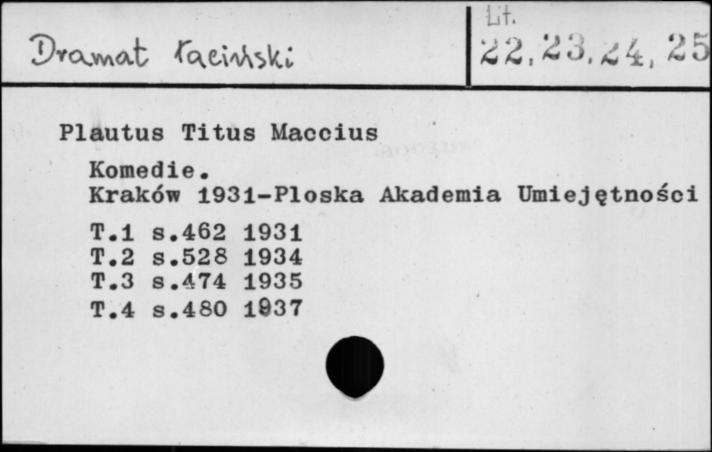 Lit.
Dramat łaciński
22, 23, 24, 25
Plautus Titus Maccius
Komedie.
Kraków 1931-Ploska Akademia Umiejętności
T.1 s.462 1931
T.2 s.528 1934
T.3 s.474 1935
T.4 s.480 1937